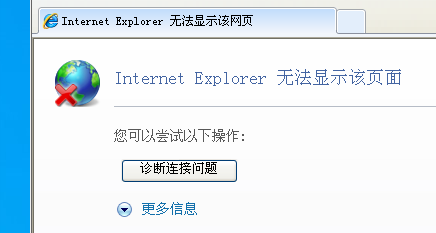 Internet Explorer 无法显示该网页
Internet Explorer 无法显示该页面
您可以尝试以下操作:
诊断连接问题
更多信息